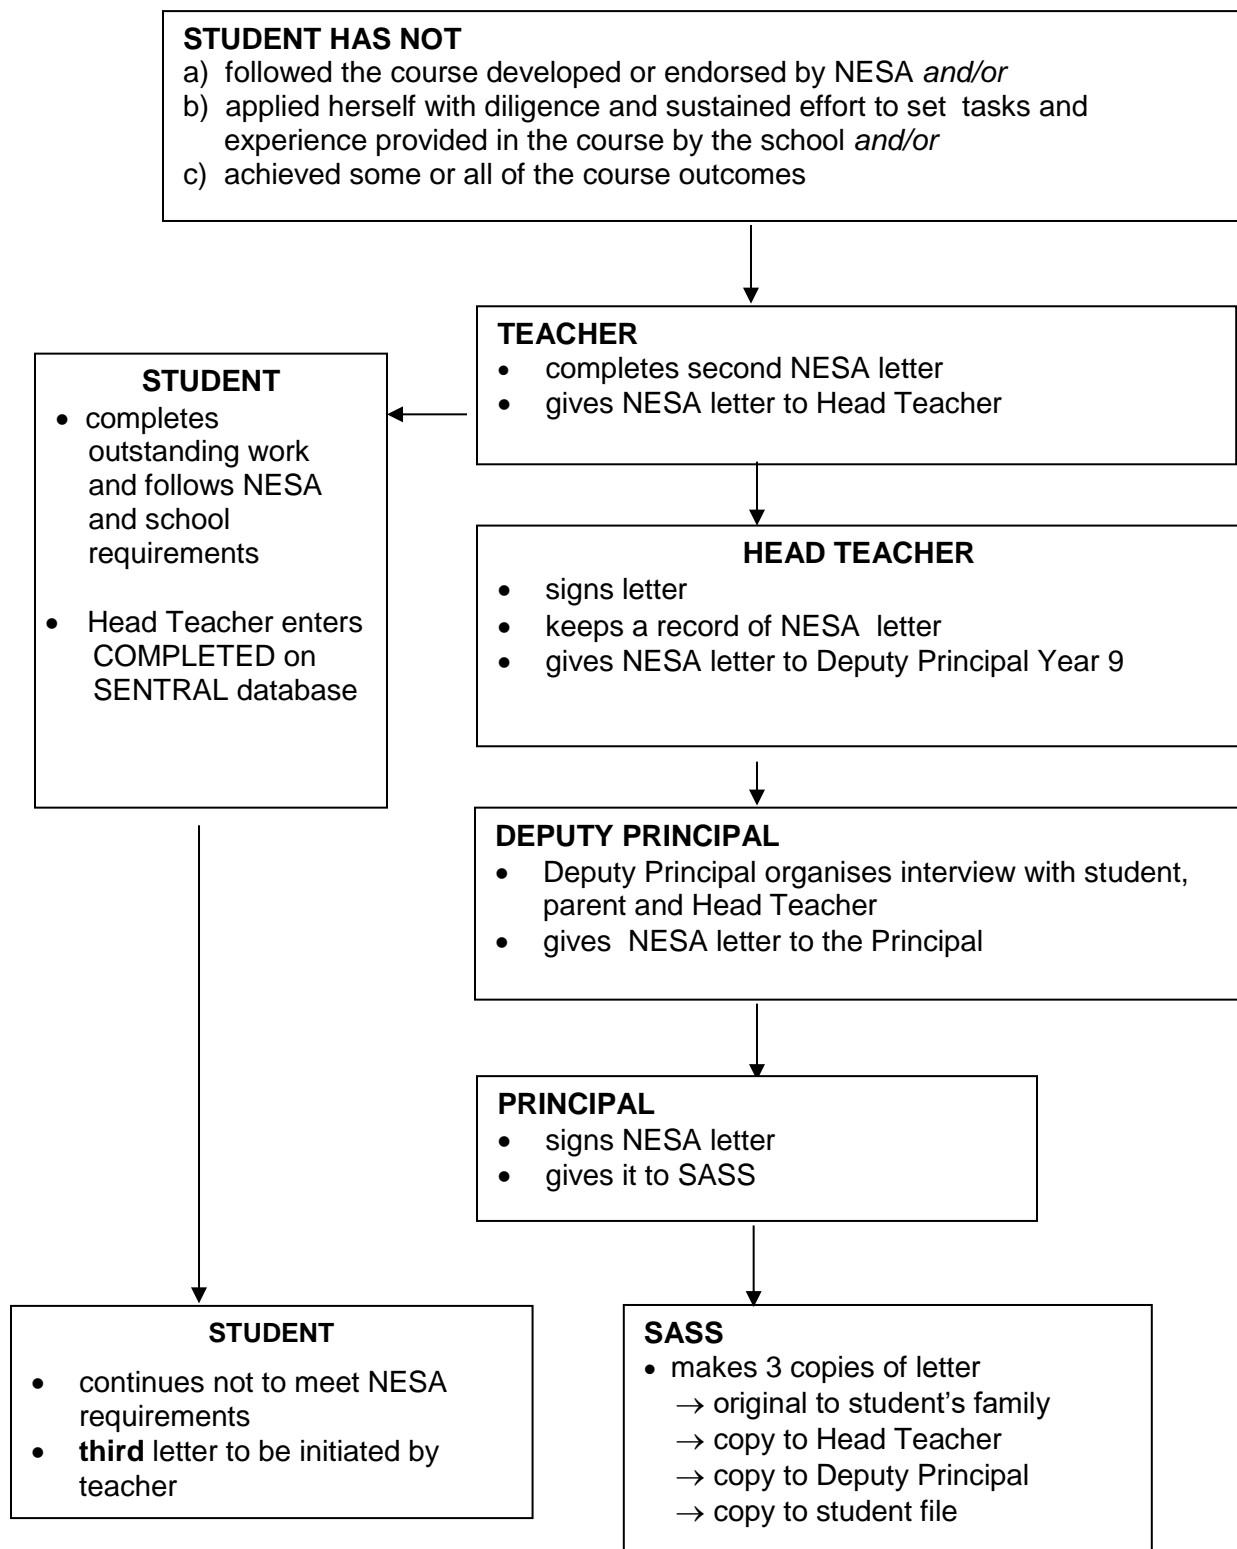 STUDENT HAS NOT
a) followed the course developed or endorsed by NESA and/or
b) applied herself with diligence and sustained effort to set tasks and
experience provided in the course by the school and/or
c) achieved some or all of the course outcomes
TEACHER
• completes second NESA letter
• gives NESA letter to Head Teacher
STUDENT
• completes
outstanding work
and follows NESA
and school
requirements
• Head Teacher enters
COMPLETED on
SENTRAL database
HEAD TEACHER
• signs letter
• keeps a record of NESA letter
• gives NESA letter to Deputy Principal Year 9
DEPUTY PRINCIPAL
• Deputy Principal organises interview with student,
parent and Head Teacher
• gives NESA letter to the Principal
PRINCIPAL
• signs NESA letter
• gives it to SASS
STUDENT
• continues not to meet NESA
requirements
• third letter to be initiated by
teacher
SASS
• makes 3 copies of letter
→ original to student’s family
→ copy to Head Teacher
→ copy to Deputy Principal
→ copy to student file